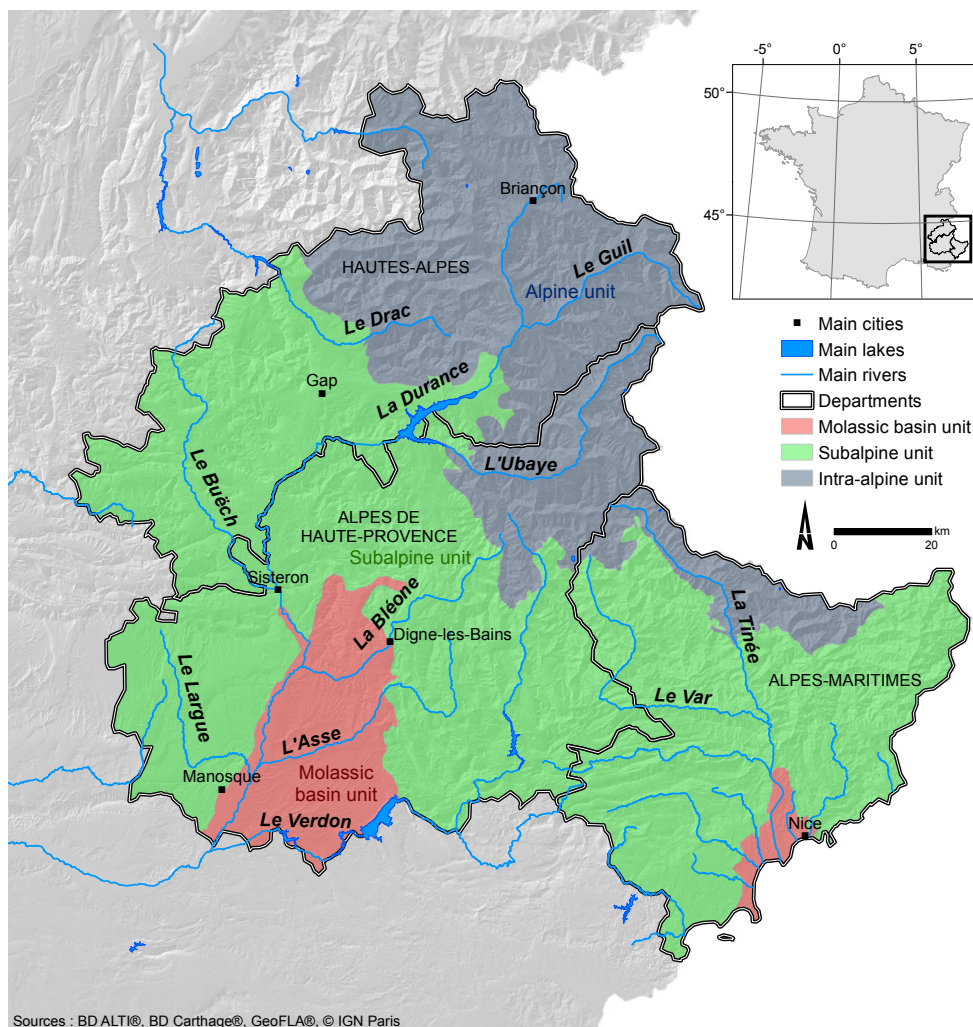 -5°
0°
5°
50°
45°
Briançon
HAUTES-ALPES
Le Guil
Alpine unit
Le Drac
Gap
La Durance
L'Ubaye
Le Buëch
ALPES DE
HAUTE-PROVENCE
Subalpine unit
Sisteron
La Bléone
Digne-les-Bains
Le Largue
L'Asse
Manosque
Molassic
basin unit
Le Verdon
La Tinée
ALPES-MARITIMES
Le Var
Nice
Main cities
Main lakes
Main rivers
Departments
Molassic basin unit
Subalpine unit
Intra-alpine unit
N
km
0
20
Sources : BD ALTI®, BD Carthage®, GeoFLA®, © IGN Paris